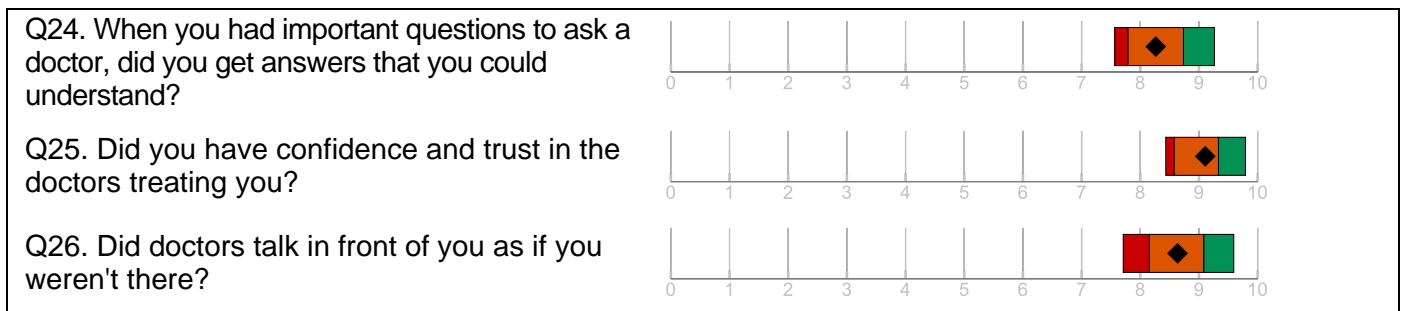 Q24. When you had important questions to ask a
doctor, did you get answers that you could
understand?
0 1 2 3 4 5 6 7 8 9 10
Q25. Did you have confidence and trust in the
doctors treating you?
0 1 2 3 4 5 6 7 8 9 10
Q26. Did doctors talk in front of you as if you
weren't there?
0 1 2 3 4 5 6 7 8 9 10